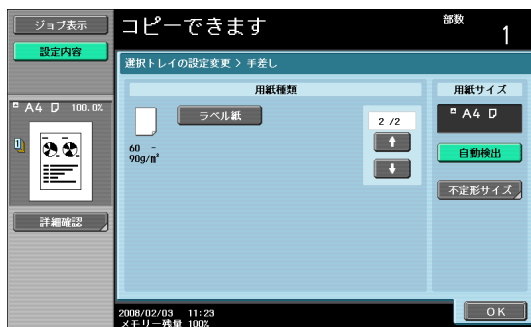 ジョブ表示
設定内容
A4 100.0%
詳細確認
コピーできます
部数
1
選択トレイの設定変更 > 手差し
用紙種類
ラベル紙
60 -
90g/m²
2 /2
↑
↓
用紙サイズ
A4
自動検出
不定形サイズ
OK
2008/02/03 11:23
メモリー残量 100%